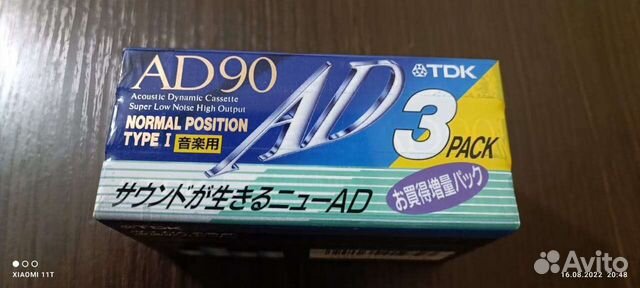 AD90
Acoustic Dynamic Cassette
Super Low Noise High Output
NORMAL POSITION
TYPE I 音楽用
AD
TDK
3 PACK
サウンドが生きるニューAD
お買得増量パック
TDK
XIAOMI 11T
16.08.2022 20:48
Avito